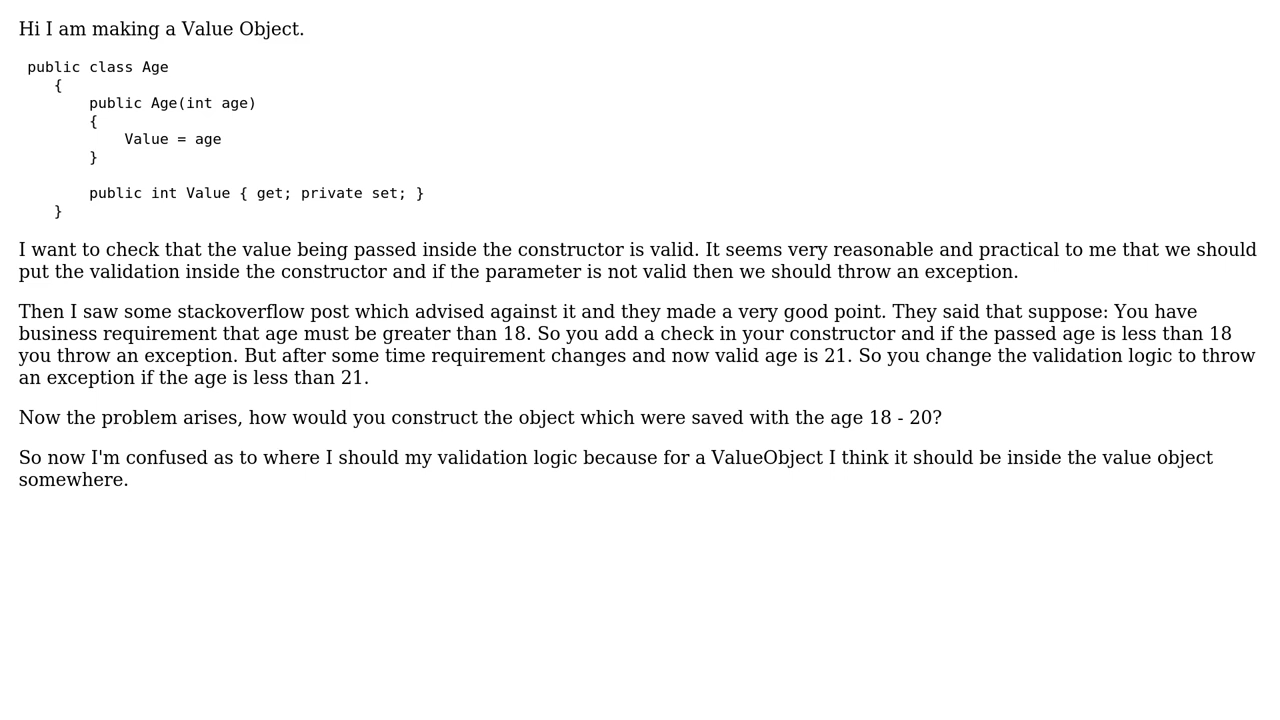 Hi I am making a Value Object.
public class Age
{
public Age(int age)
{
Value = age
}
public int Value { get; private set; }
}
I want to check that the value being passed inside the constructor is valid. It seems very reasonable and practical to me that we should
put the validation inside the constructor and if the parameter is not valid then we should throw an exception.
Then I saw some stackoverflow post which advised against it and they made a very good point. They said that suppose: You have
business requirement that age must be greater than 18. So you add a check in your constructor and if the passed age is less than 18
you throw an exception. But after some time requirement changes and now valid age is 21. So you change the validation logic to throw
an exception if the age is less than 21.
Now the problem arises, how would you construct the object which were saved with the age 18 - 20?
So now I'm confused as to where I should my validation logic because for a ValueObject I think it should be inside the value object
somewhere.